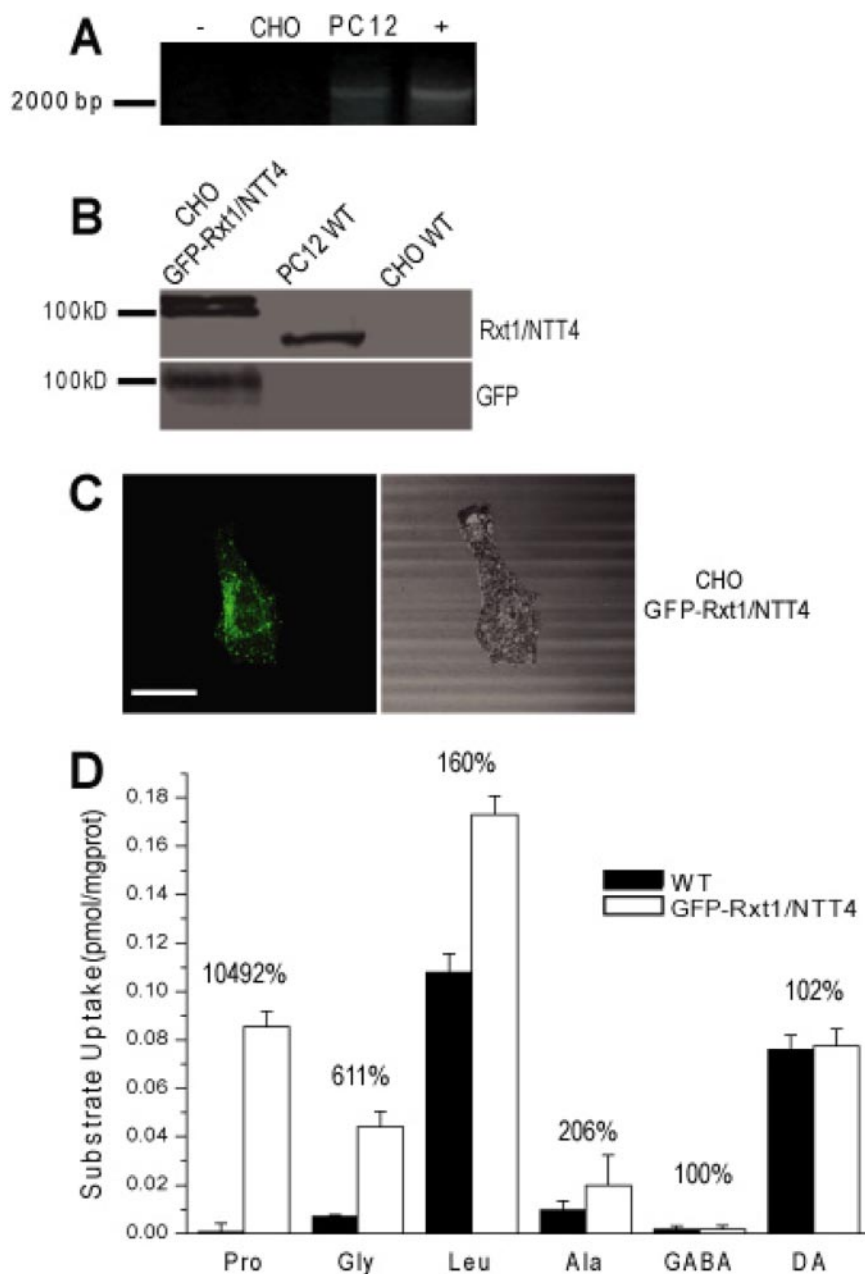 A
- CHO PC12 +
2000 bp
B
CHO
GFP-Rxt1/NTT4
PC12 WT
CHO WT
100kD
Rxt1/NTT4
100kD
GFP
C
CHO
GFP-Rxt1/NTT4
D
Substrate Uptake(pmol/mgprot)
0.18
0.16
0.14
0.12
0.10
0.08
0.06
0.04
0.02
0.00
10492%
611%
160%
206%
100%
102%
WT
GFP-Rxt1/NTT4
Pro Gly Leu Ala GABA DA